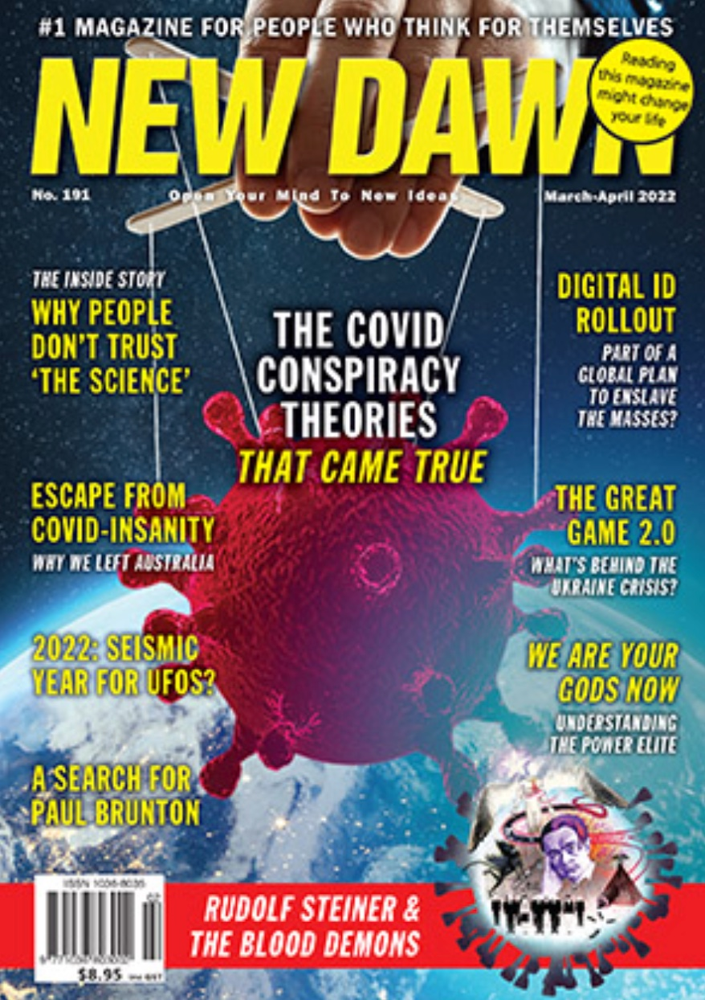 #1 MAGAZINE FOR PEOPLE WHO THINK FOR THEMSELVES
NEW DAWN
Reading
this magazine
might change
your life
No. 191
Open Your Mind To New Ideas
March-April 2022
THE INSIDE STORY
WHY PEOPLE
DON'T TRUST
'THE SCIENCE'
THE COVID
CONSPIRACY
THEORIES
THAT CAME TRUE
DIGITAL ID
ROLLOUT
PART OF A
GLOBAL PLAN
TO ENSLAVE
THE MASSES?
ESCAPE FROM
COVID-INSANITY
WHY WE LEFT AUSTRALIA
THE GREAT
GAME 2.0
WHAT'S BEHIND THE
UKRAINE CRISIS?
2022: SEISMIC
YEAR FOR UFOS?
WE ARE YOUR
GODS NOW
UNDERSTANDING
THE POWER ELITE
A SEARCH FOR
PAUL BRUNTON
ISSN 1036-8035
RUDOLF STEINER &
THE BLOOD DEMONS
$8.95